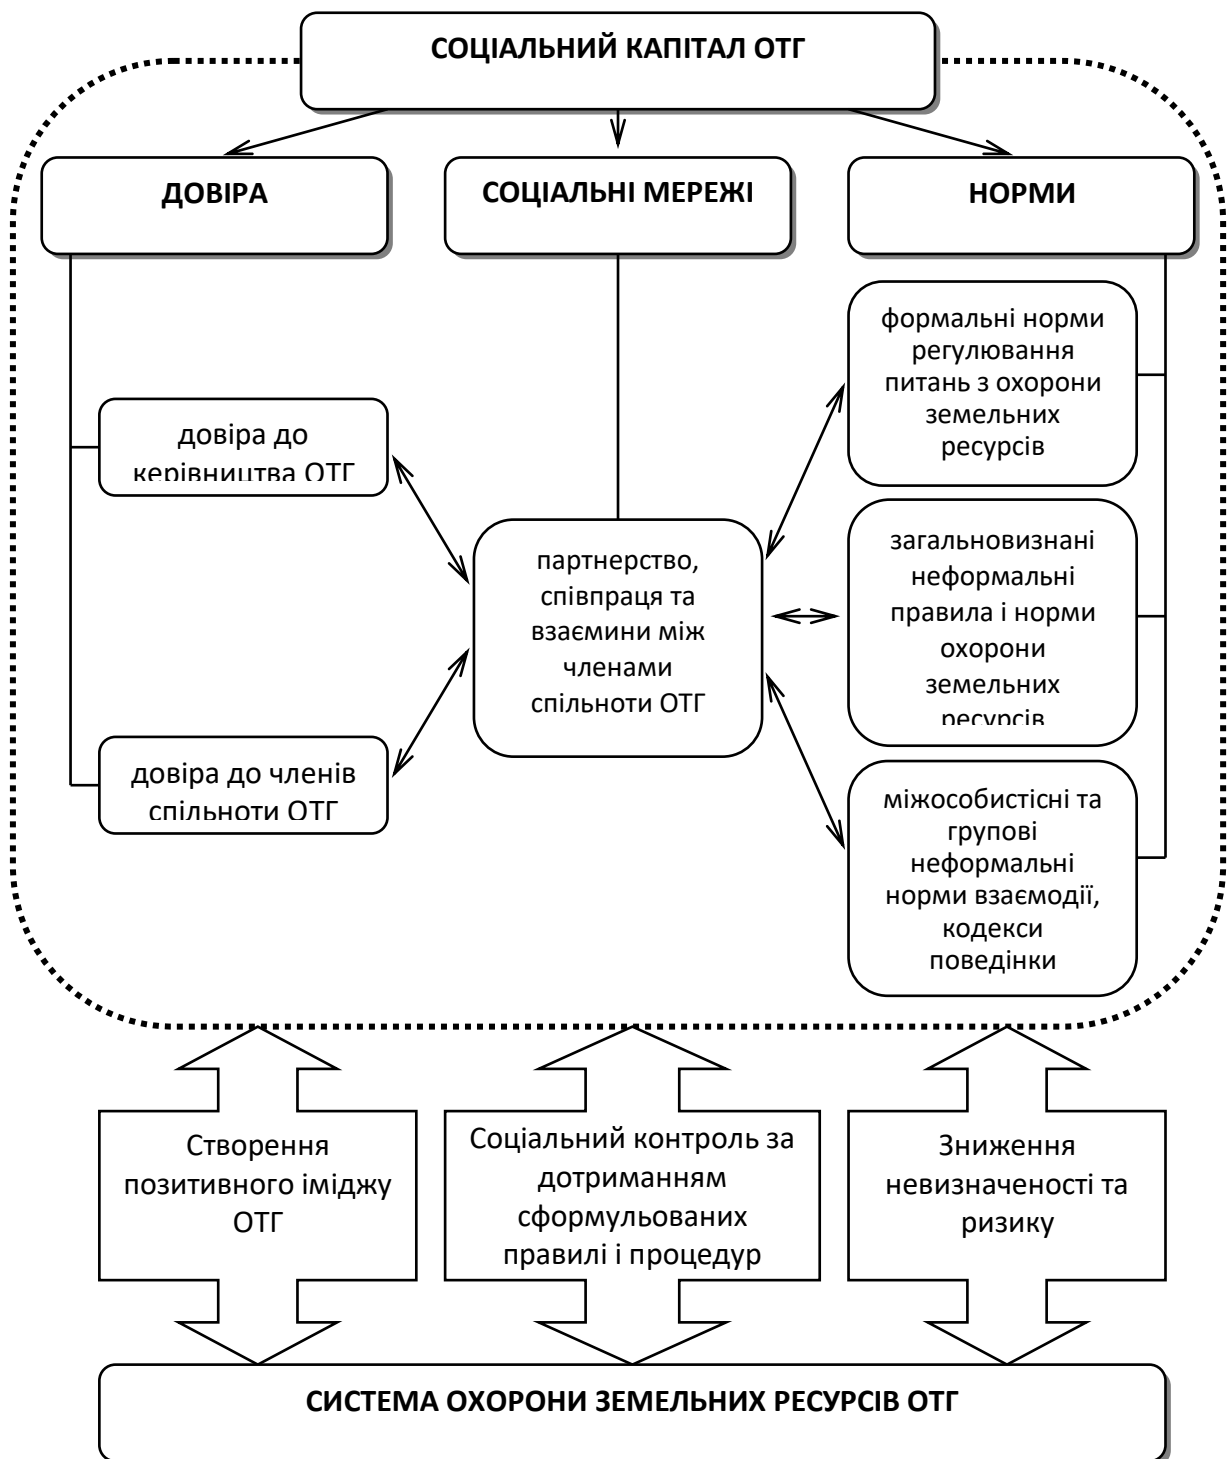 СОЦІАЛЬНИЙ КАПІТАЛ ОТГ
ДОВІРА
СОЦІАЛЬНІ МЕРЕЖІ
НОРМИ
формальні норми
регулювання
питань з охорони
земельних
ресурсів
довіра до
керівництва ОТГ
партнерство,
співпраця та
взаємини між
членами
спільноти ОТГ
загальновизнані
неформальні
правила і норми
охорони
земельних
ресурсів
довіра до членів
спільноти ОТГ
міжособистісні та
групові
неформальні
норми взаємодії,
кодекси
поведінки
Створення
позитивного іміджу
ОТГ
Соціальний контроль за
дотриманням
сформульованих
правилі і процедур
Зниження
невизначеності та
ризику
СИСТЕМА ОХОРОНИ ЗЕМЕЛЬНИХ РЕСУРСІВ ОТГ